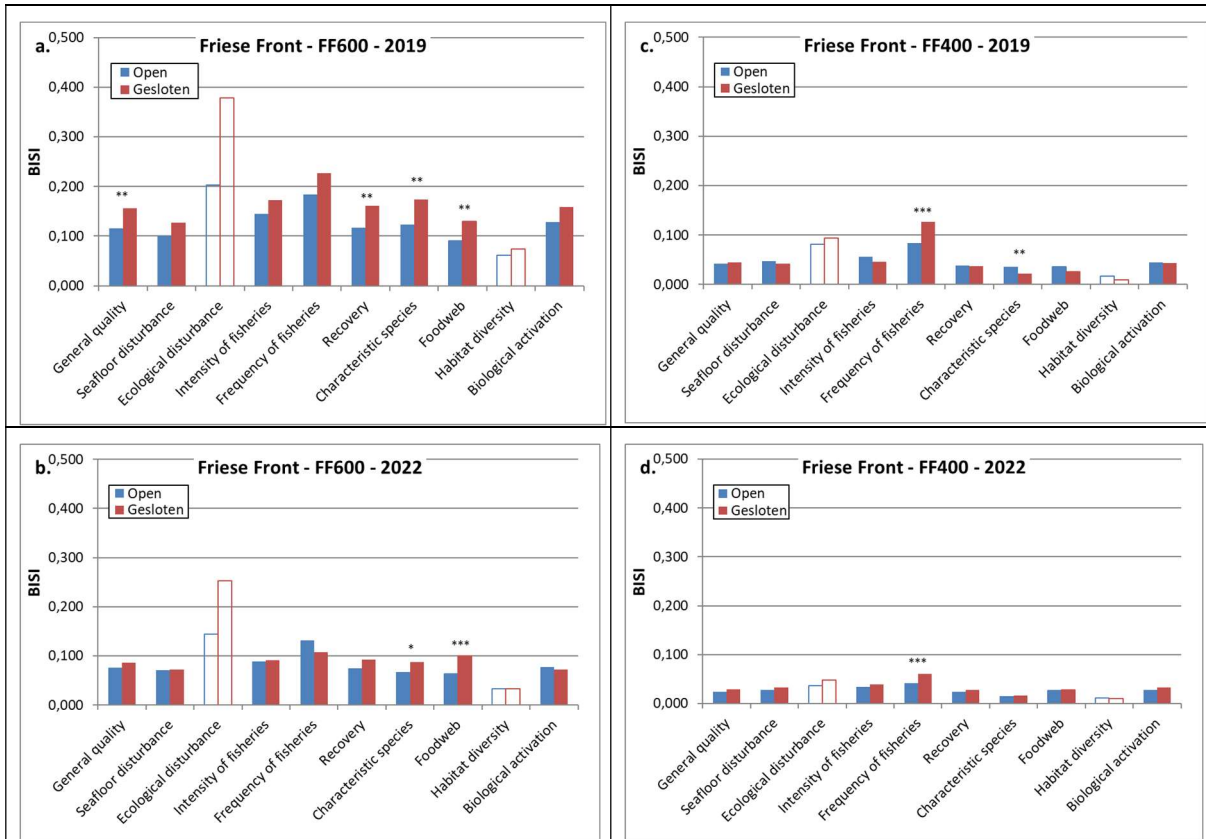 a.
Friese Front - FF600 - 2019
BISI
0,500
0,400
0,300
0,200
0,100
0,000
Open
Gesloten
**
**
**
**
General quality
Seafloor disturbance
Ecological disturbance
Intensity of fisheries
Frequency of fisheries
Recovery
Characteristic species
Foodweb
Habitat diversity
Biological activation
c.
Friese Front - FF400 - 2019
BISI
0,500
0,400
0,300
0,200
0,100
0,000
Open
Gesloten
***
**
General quality
Seafloor disturbance
Ecological disturbance
Intensity of fisheries
Frequency of fisheries
Recovery
Characteristic species
Foodweb
Habitat diversity
Biological activation
b.
Friese Front - FF600 - 2022
BISI
0,500
0,400
0,300
0,200
0,100
0,000
Open
Gesloten
*
***
General quality
Seafloor disturbance
Ecological disturbance
Intensity of fisheries
Frequency of fisheries
Recovery
Characteristic species
Foodweb
Habitat diversity
Biological activation
d.
Friese Front - FF400 - 2022
BISI
0,500
0,400
0,300
0,200
0,100
0,000
Open
Gesloten
***
General quality
Seafloor disturbance
Ecological disturbance
Intensity of fisheries
Frequency of fisheries
Recovery
Characteristic species
Foodweb
Habitat diversity
Biological activation